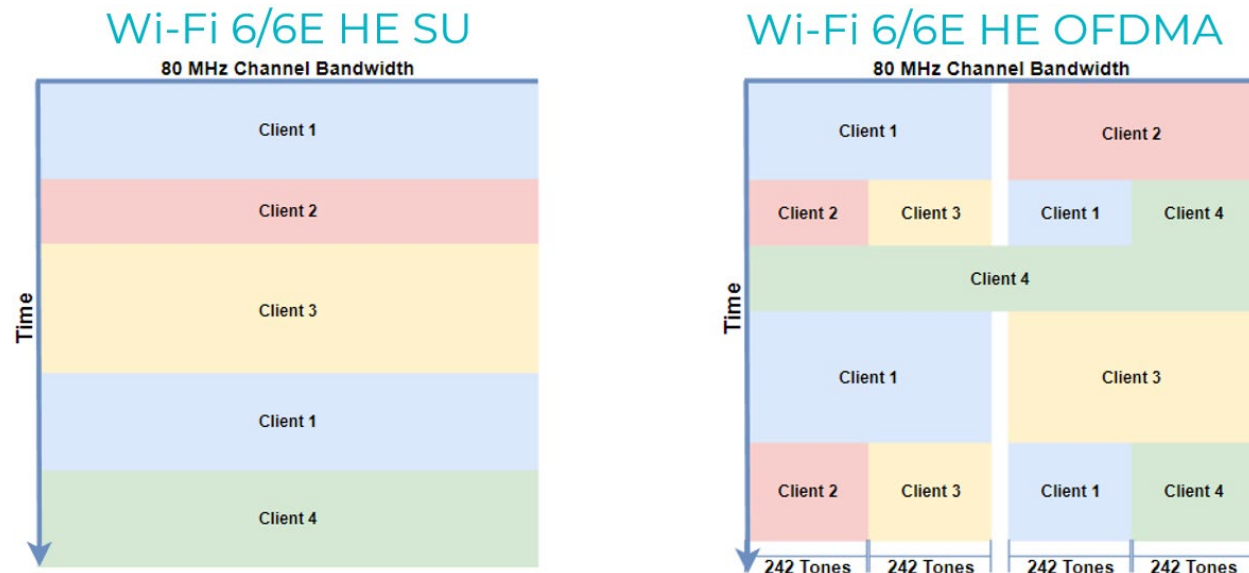 Wi-Fi 6/6E HE SU
80 MHz Channel Bandwidth
Time
Client 1
Client 2
Client 3
Client 1
Client 4
Wi-Fi 6/6E HE OFDMA
80 MHz Channel Bandwidth
Time
Client 1 Client 2
Client 2 Client 3 Client 1 Client 4
Client 4
Client 1 Client 3
Client 2 Client 3 Client 1 Client 4
242 Tones 242 Tones 242 Tones 242 Tones